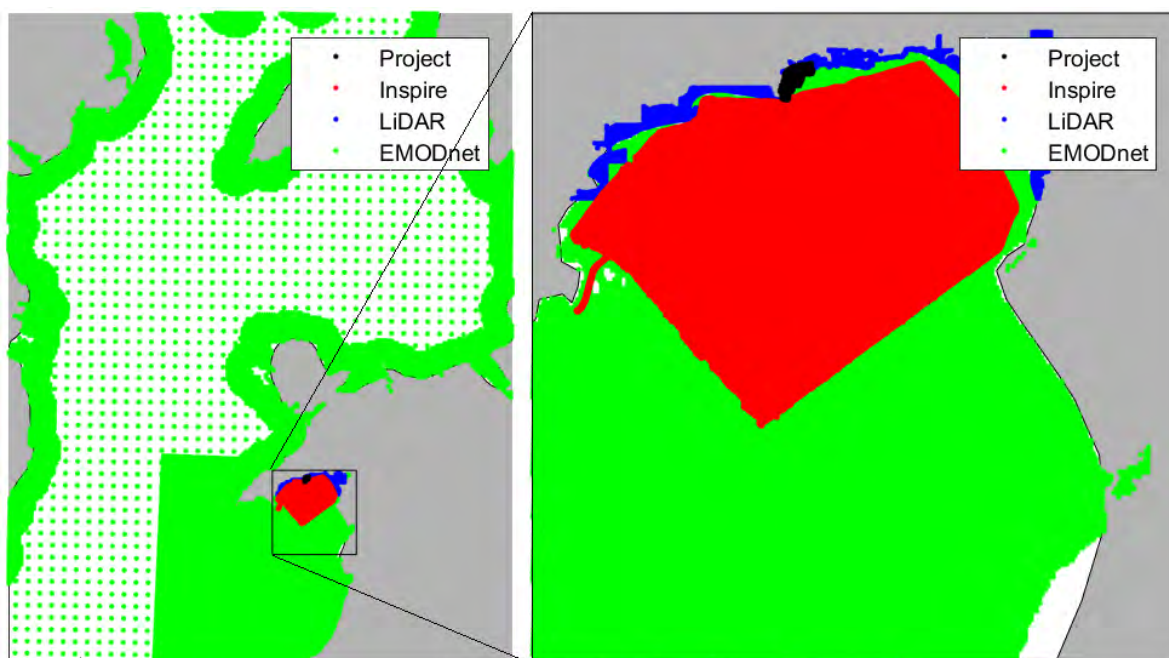 Project
Inspire
LiDAR
EMODnet
Project
Inspire
LiDAR
EMODnet